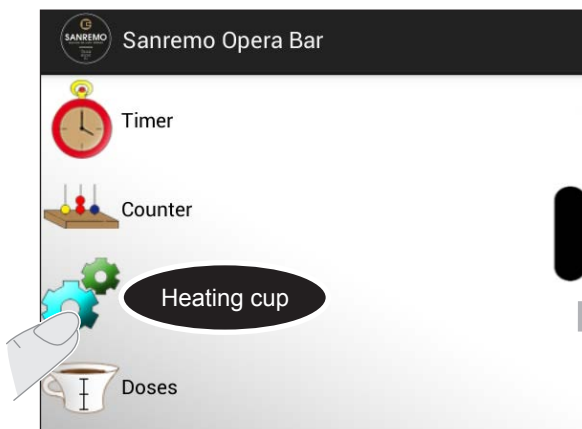 SANREMO
Sanremo Opera Bar
Timer
Counter
Heating cup
Doses